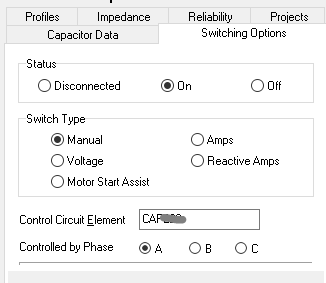 Profiles Impedance Reliability Projects
Capacitor Data Switching Options
Status
Disconnected On Off
Switch Type
Manual Amps
Voltage Reactive Amps
Motor Start Assist
Control Circuit Element
Controlled by Phase A B C